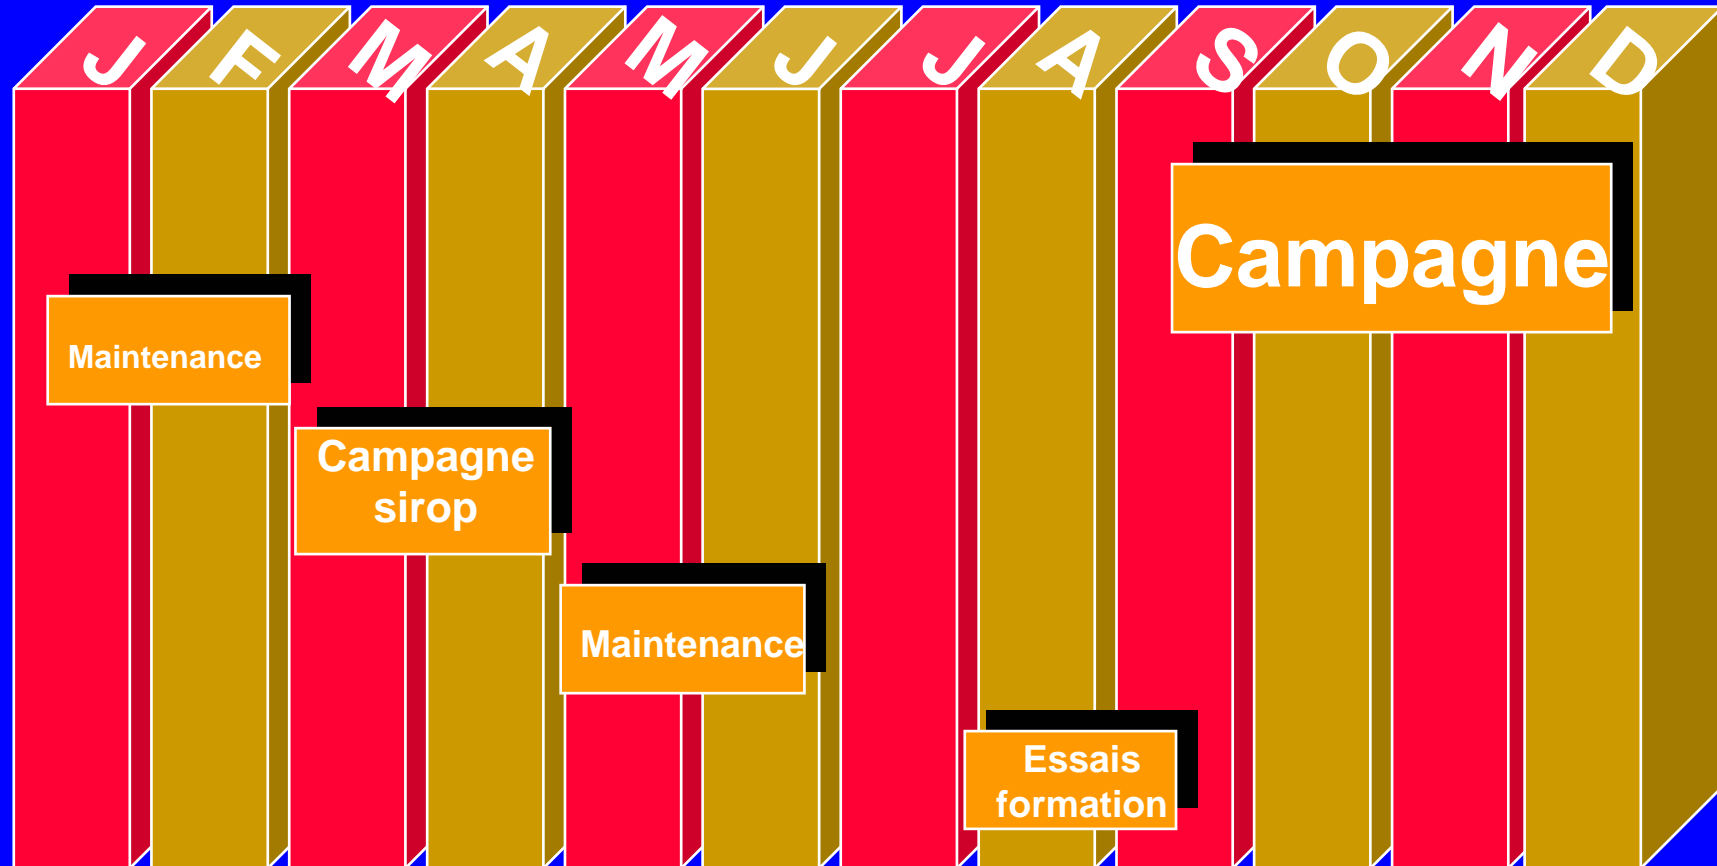 J F M A M J J A S O N D
Campagne
Maintenance
Campagne
sirop
Maintenance
Essais
formation